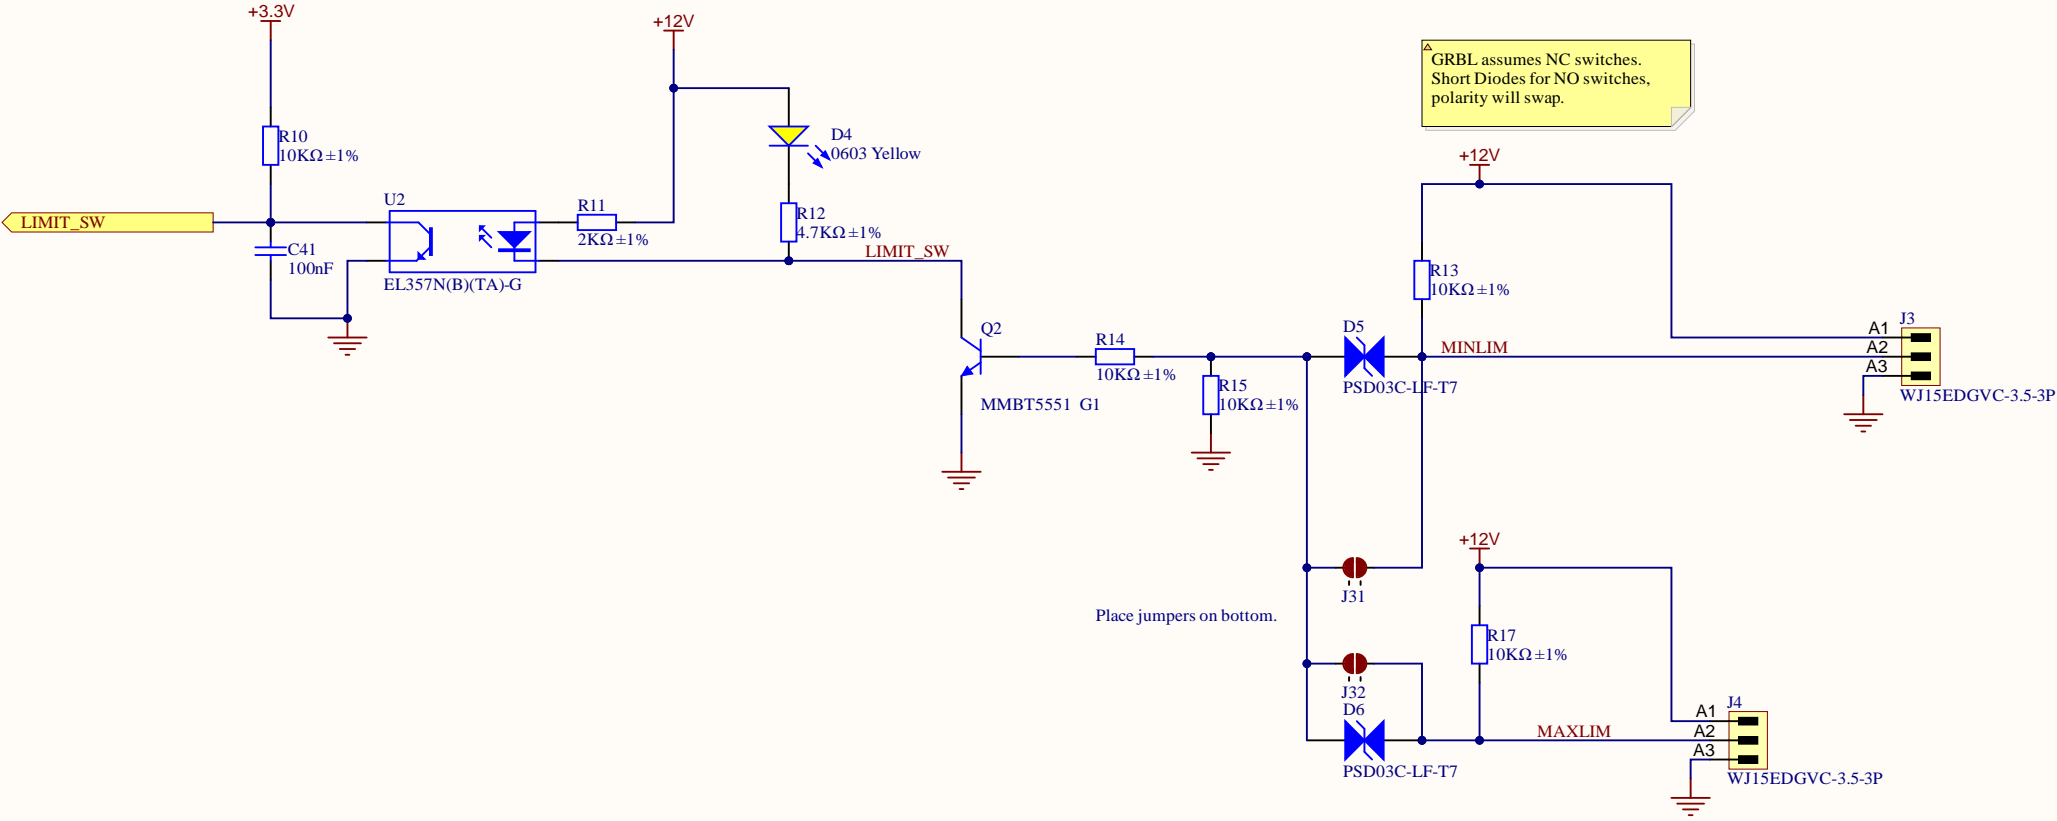 +3.3V
+12V
GRBL assumes NC switches.
Short Diodes for NO switches,
polarity will swap.
R10
10KΩ ±1%
D4
0603 Yellow
+12V
LIMIT_SW
U2
R11
2KΩ ±1%
R12
4.7KΩ ±1%
LIMIT_SW
C41
100nF
EL357N(B)(TA)-G
R13
10KΩ ±1%
Q2
MMBT5551  G1
R14
10KΩ ±1%
R15
10KΩ ±1%
D5
PSD03C-LF-T7
MINLIM
A1
A2
A3
J3
WJ15EDGVC-3.5-3P
J31
Place jumpers on bottom.
+12V
R17
10KΩ ±1%
J32
D6
PSD03C-LF-T7
MAXLIM
A1
A2
A3
J4
WJ15EDGVC-3.5-3P